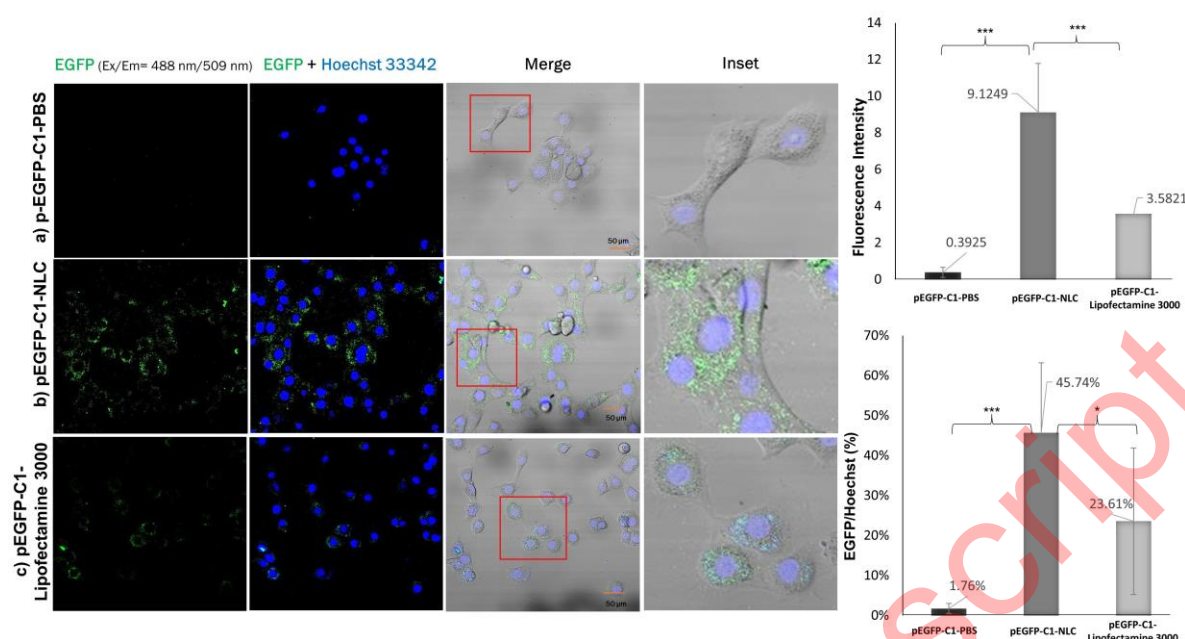 EGFP (Ex/Em= 488 nm/509 nm)
EGFP + Hoechst 33342
Merge
Inset
a) p-EGFP-C1-PBS
50 µm
b) pEGFP-C1-NLC
50 µm
c) pEGFP-C1-
Lipofectamine 3000
50 µm
Fluorescence Intensity
14
12
10
8
6
4
2
0
***
***
0.3925
9.1249
3.5821
pEGFP-C1-PBS
pEGFP-C1-NLC
pEGFP-C1-
Lipofectamine 3000
EGFP/Hoechst (%)
70%
60%
50%
40%
30%
20%
10%
0%
***
*
1.76%
45.74%
23.61%
pEGFP-C1-PBS
pEGFP-C1-NLC
pEGFP-C1-
Lipofectamine 3000
script